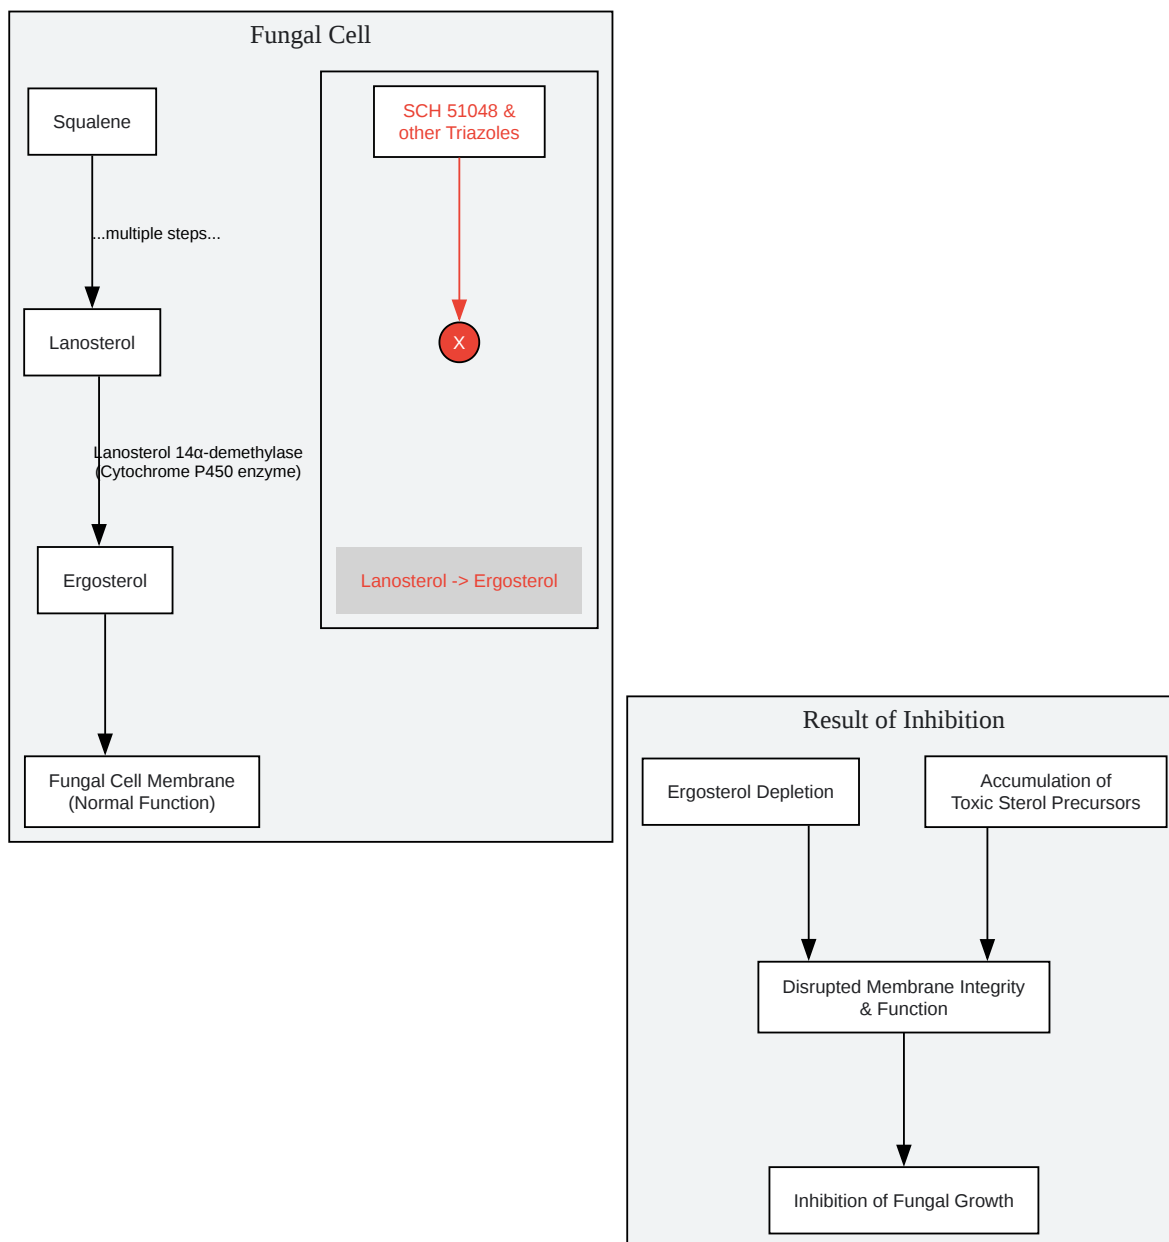 Fungal Cell
Squalene
SCH 51048 &
other Triazoles
...multiple steps...
Lanosterol
X
Lanosterol 14α-demethylase
(Cytochrome P450 enzyme)
Ergosterol
Lanosterol -> Ergosterol
Fungal Cell Membrane
(Normal Function)
Result of Inhibition
Ergosterol Depletion
Accumulation of
Toxic Sterol Precursors
Disrupted Membrane Integrity
& Function
Inhibition of Fungal Growth